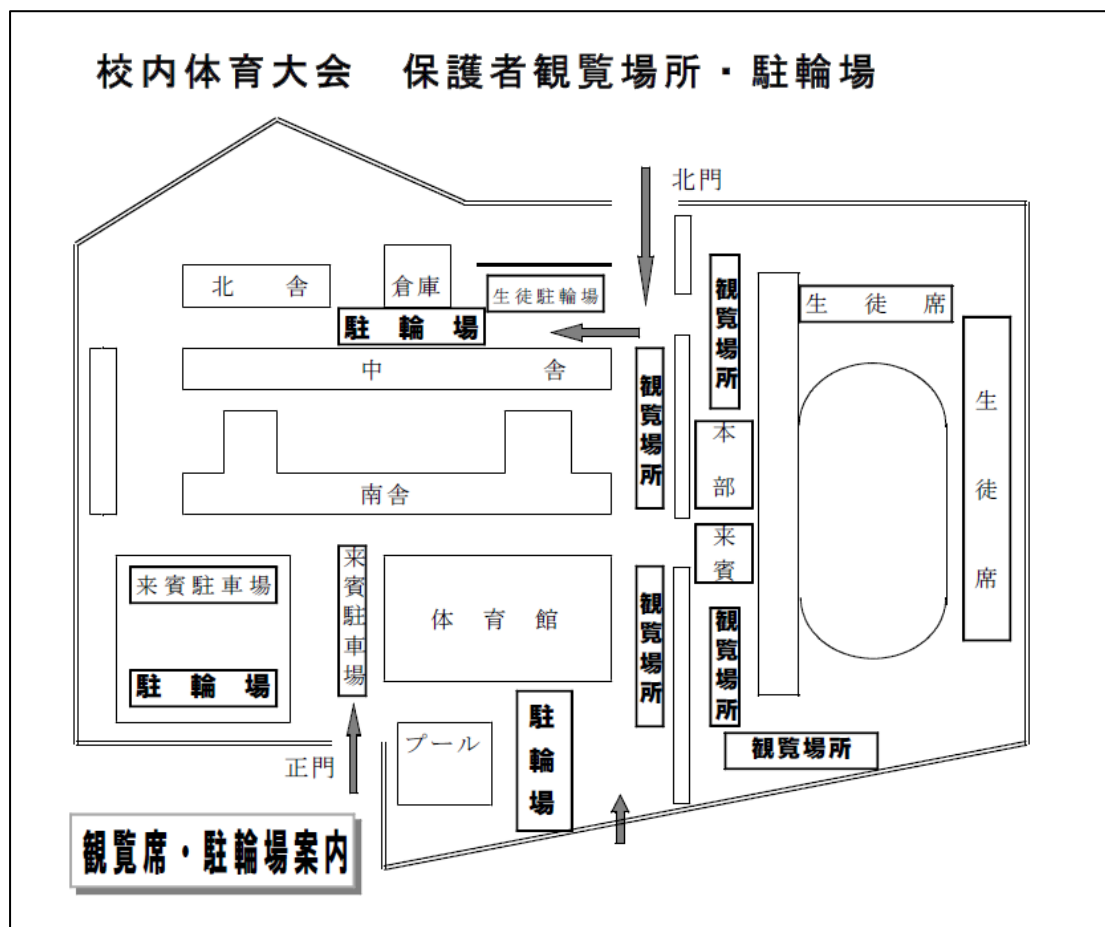 校内体育大会　保護者観覧場所・駐輪場
北門
北舎
倉庫
生徒駐輪場
駐輪場
中舎
観覧場所
観覧場所
生徒席
生徒席
本部
南舎
来賓
来賓駐車場
来賓駐車場
体育館
観覧場所
観覧場所
駐輪場
プール
駐輪場
観覧場所
正門
観覧席・駐輪場案内